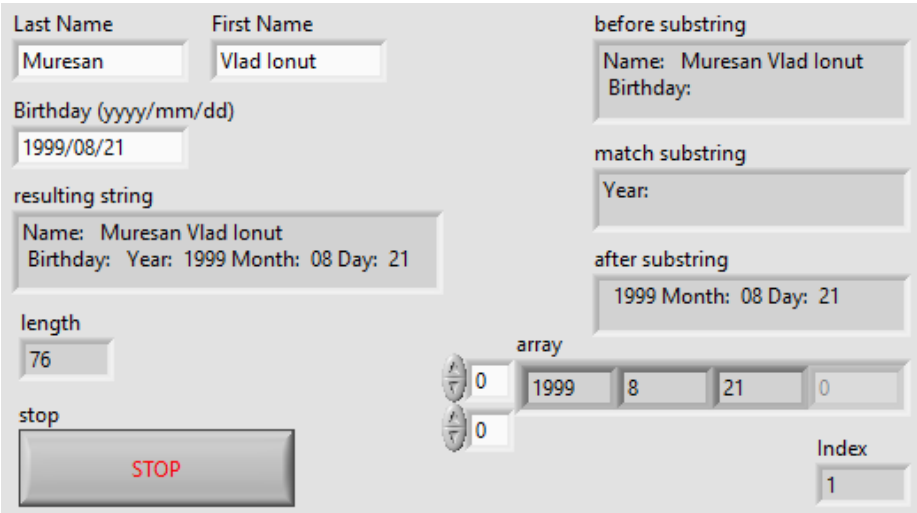 Last Name
First Name
Muresan
Vlad Ionut
Birthday (yyyy/mm/dd)
1999/08/21
resulting string
Name:   Muresan Vlad Ionut
Birthday:   Year:  1999 Month:  08 Day:  21
length
76
stop
STOP
before substring
Name:   Muresan Vlad Ionut
Birthday:
match substring
Year:
after substring
1999 Month:  08 Day:  21
array
0
1999
8
21
0
0
Index
1